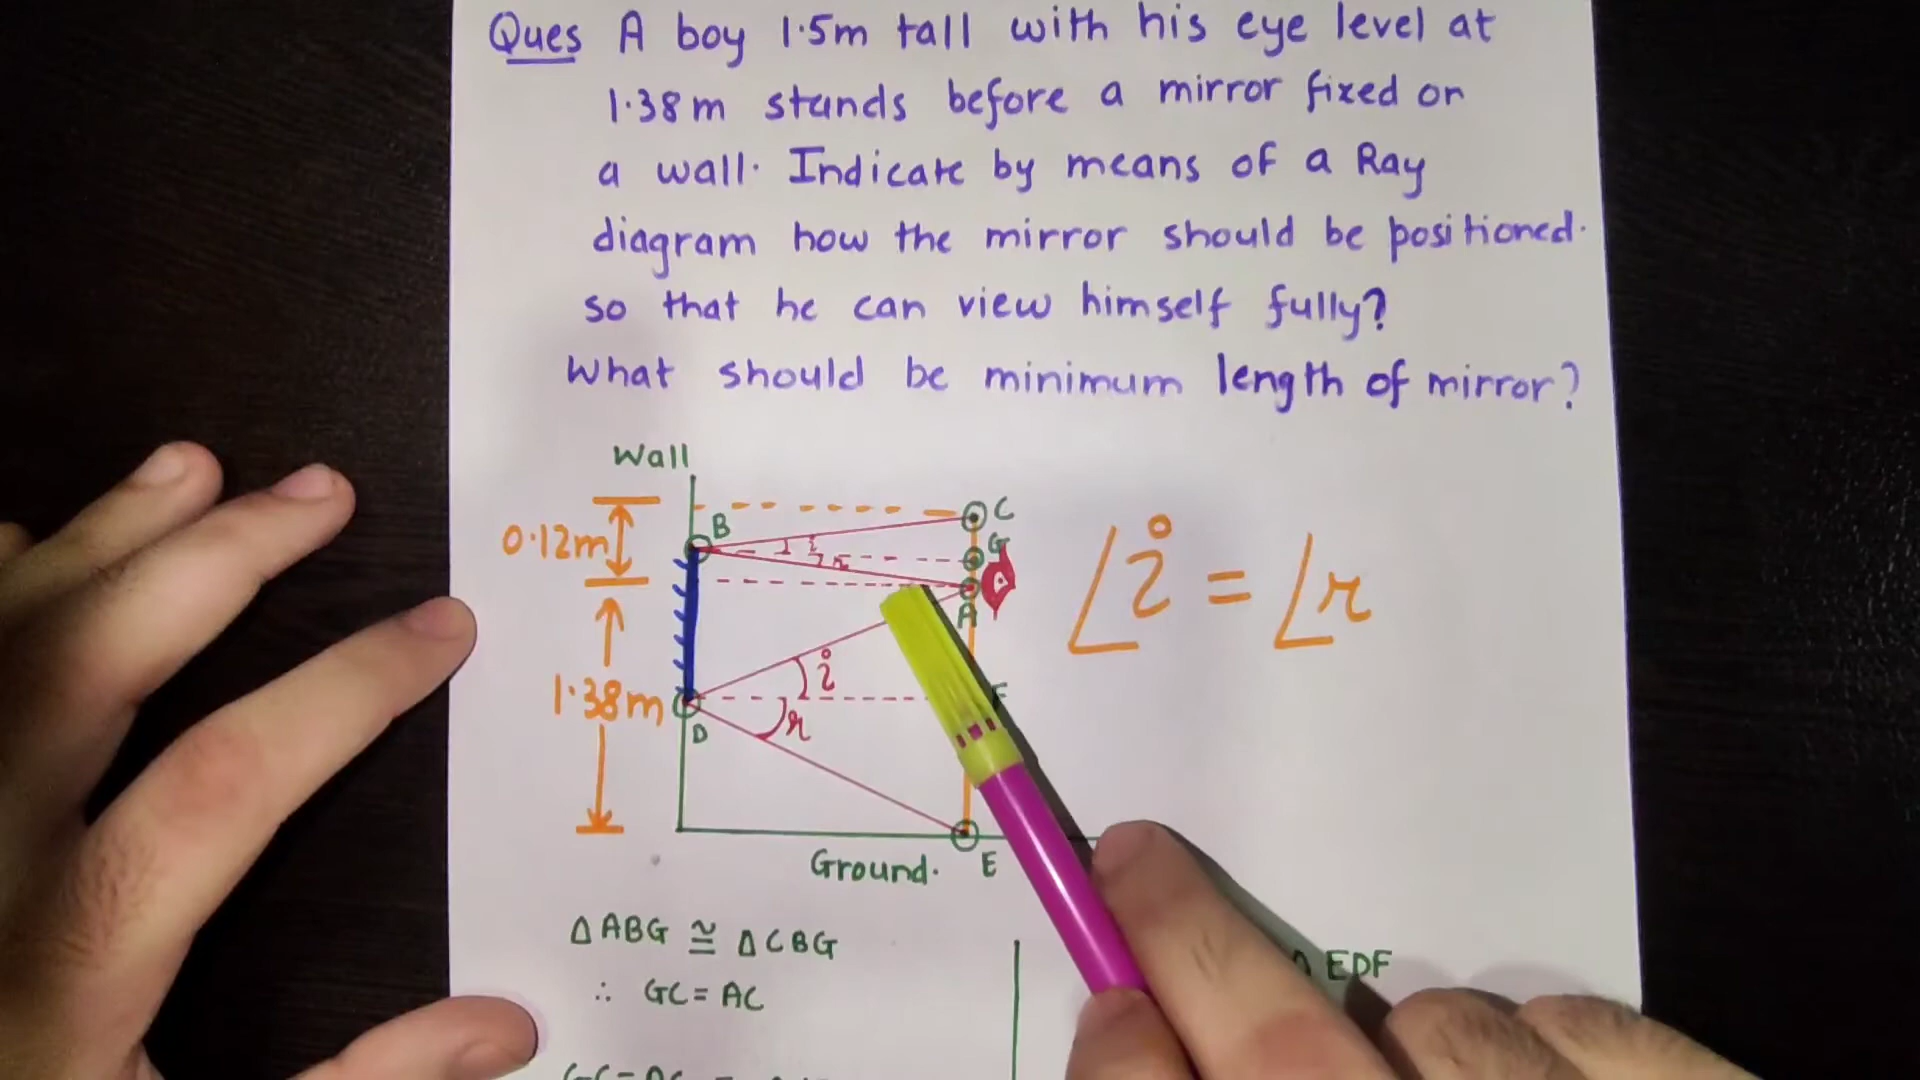 Ques A boy 1.5m tall with his eye level at
1.38m stands before a mirror fixed on
a wall. Indicate by means of a Ray
diagram how the mirror should be positioned.
so that he can view himself fully?
What should be minimum length of mirror?
Wall
0.12m
B
C
G
i
r
A
∠i = ∠r
1.38m
i
F
r
D
Ground.
E
Δ ABG ≅ Δ CBG
∴ GC = AC
Δ EDF